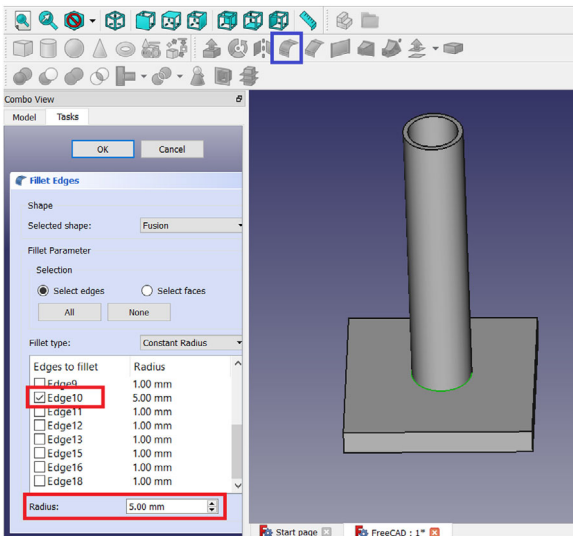 Combo View
Model Tasks
OK Cancel
Fillet Edges
Shape
Selected shape: Fusion
Fillet Parameter
Selection
Select edges Select faces
All None
Fillet type: Constant Radius
Edges to fillet Radius
Edge9 1.00 mm
Edge10 5.00 mm
Edge11 1.00 mm
Edge12 1.00 mm
Edge13 1.00 mm
Edge15 1.00 mm
Edge16 1.00 mm
Edge18 1.00 mm
Radius: 5.00 mm
Start page FreeCAD : 1*